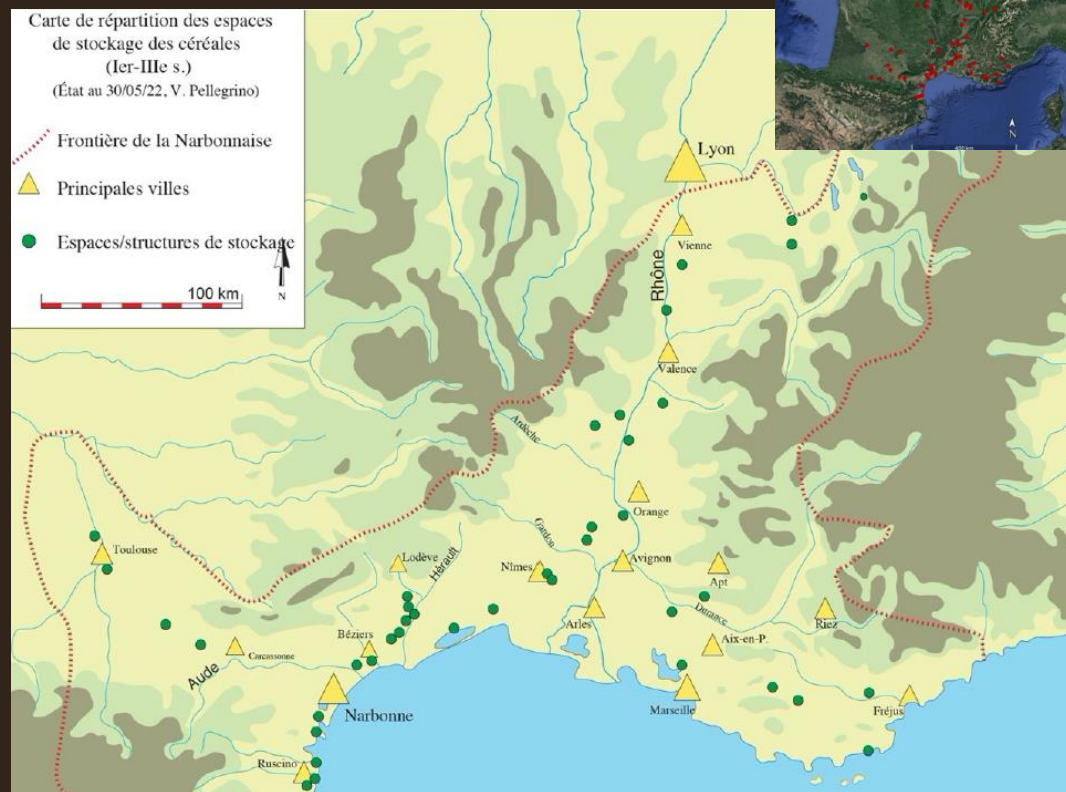 Carte de répartition des espaces
de stockage des céréales
(Ier-IIIe s.)
(État au 30/05/22, V. Pellegrino)
Frontière de la Narbonnaise
Principales villes
Espaces/structures de stockage
100 km
N
N
Lyon
Vienne
Rhône
Valence
Ardèche
Orange
Gardon
Toulouse
Lodève
Hérault
Nîmes
Avignon
Apt
Durance
Arles
Riez
Béziers
Aix-en-P.
Carcassonne
Aude
Narbonne
Marseille
Fréjus
Ruscino